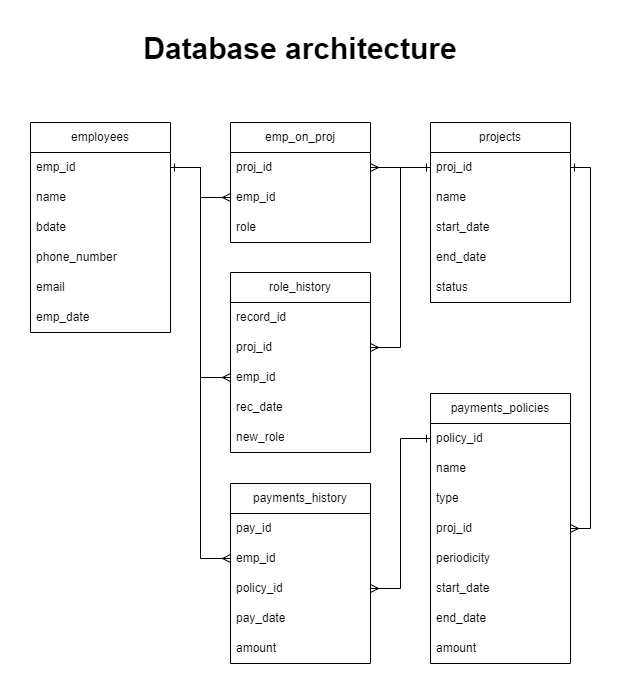 Database architecture
employees
emp_id
name
bdate
phone_number
email
emp_date
emp_on_proj
proj_id
emp_id
role
projects
proj_id
name
start_date
end_date
status
role_history
record_id
proj_id
emp_id
rec_date
new_role
payments_policies
policy_id
name
type
proj_id
periodicity
start_date
end_date
amount
payments_history
pay_id
emp_id
policy_id
pay_date
amount